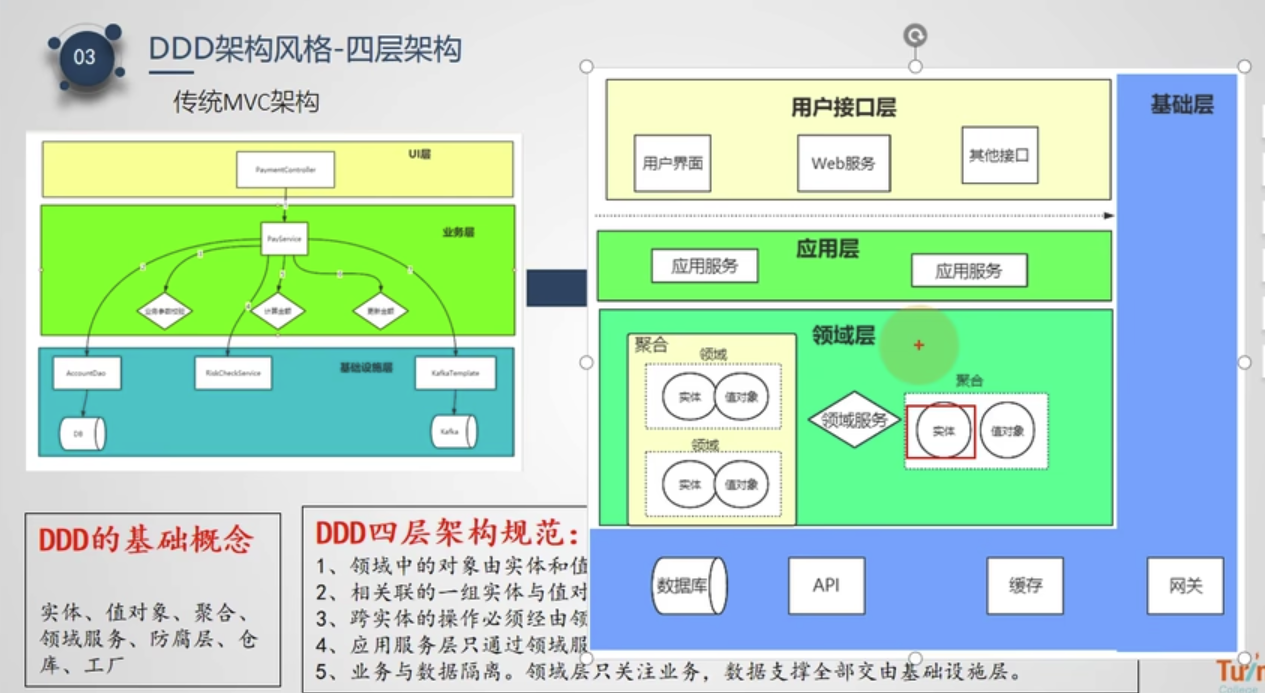 03
DDD架构风格-四层架构
传统MVC架构
UI层
PaymentController
业务层
PayService
业务参数校验
计算金额
更新金额
基础设施层
AccountDao
RiskCheckService
KafkaTemplate
DB
Kafka
用户接口层
用户界面
Web服务
其他接口
基础层
应用层
应用服务
应用服务
领域层
聚合
领域
实体
值对象
领域
实体
值对象
领域服务
聚合
实体
值对象
数据库
API
缓存
网关
DDD的基础概念
实体、值对象、聚合、
领域服务、防腐层、仓
库、工厂
DDD四层架构规范:
1、领域中的对象由实体和值
2、相关联的一组实体与值对
3、跨实体的操作必须经由领
4、应用服务层只通过领域服
5、业务与数据隔离。领域层只关注业务，数据支撑全部交由基础设施层。